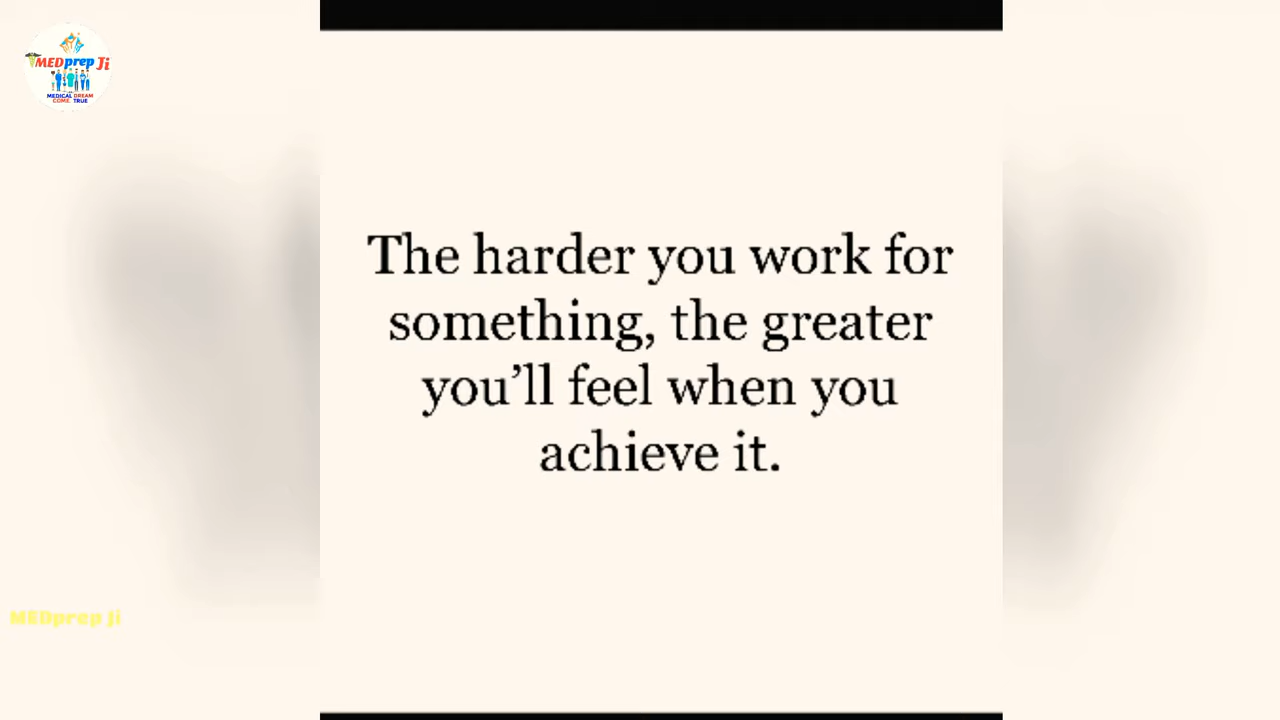 MEDprep Ji
MEDICAL DREAM
COME TRUE
The harder you work for
something, the greater
you’ll feel when you
achieve it.
MEDprep Ji